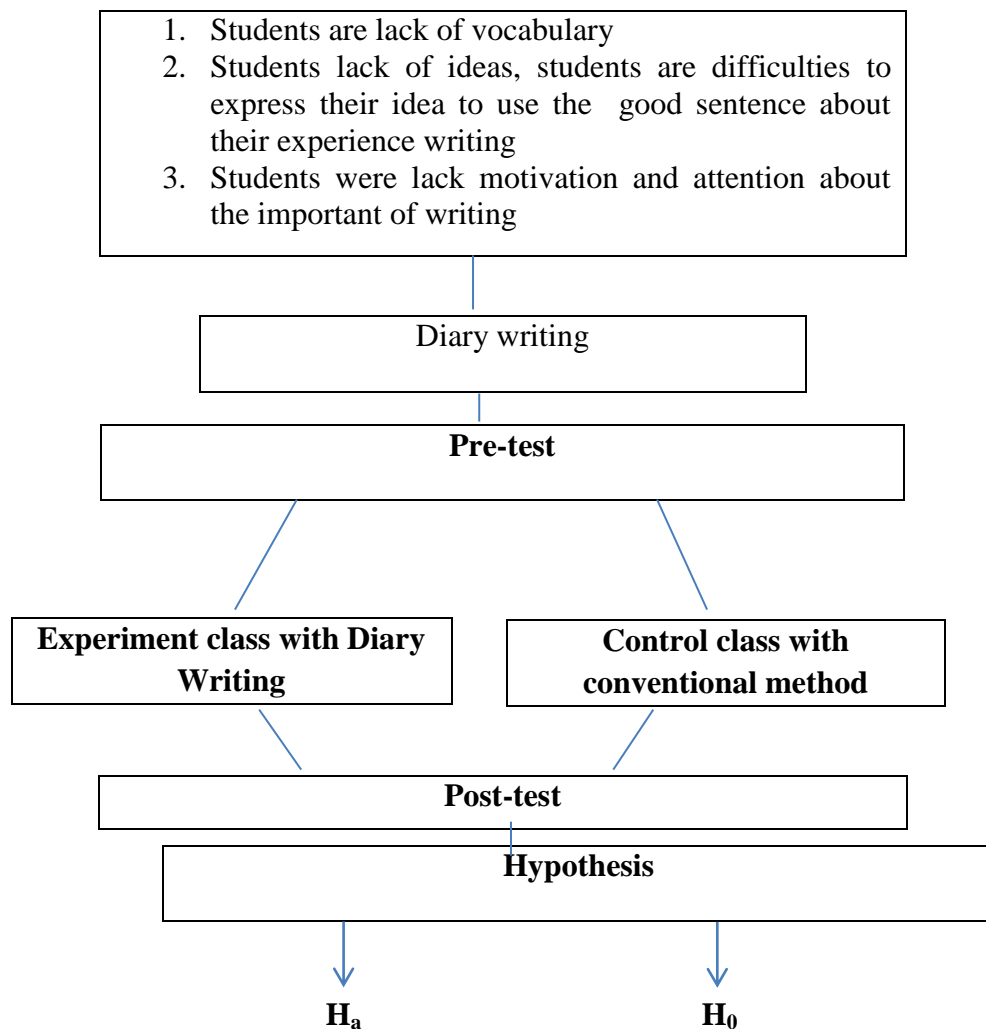 1. Students are lack of vocabulary
2. Students lack of ideas, students are difficulties to
express their idea to use the good sentence about
their experience writing
3. Students were lack motivation and attention about
the important of writing
Diary writing
Pre-test
Experiment class with Diary
Writing
Control class with
conventional method
Post-test
Hypothesis
Hₐ
H₀